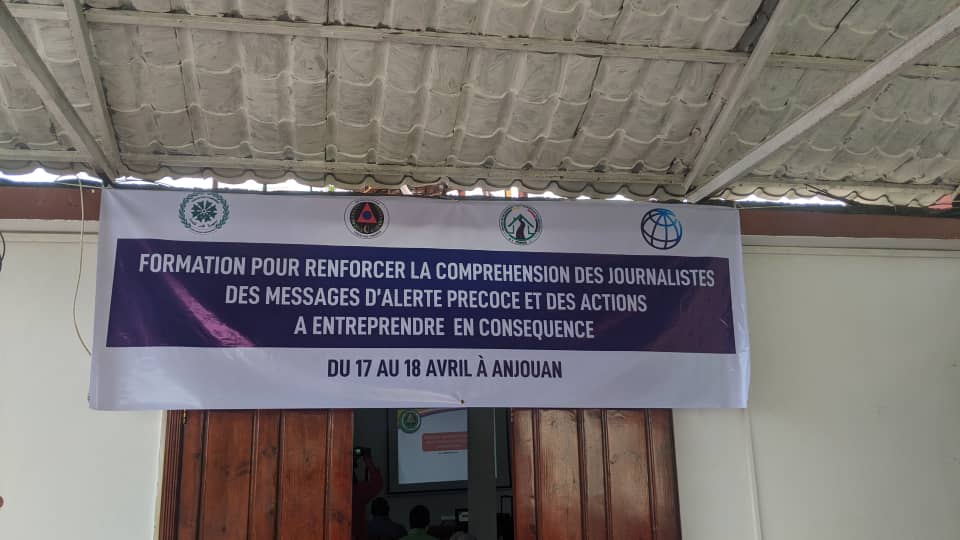 FORMATION POUR RENFORCER LA COMPREHENSION DES JOURNALISTES
DES MESSAGES D'ALERTE PRECOCE ET DES ACTIONS
A ENTREPRENDRE EN CONSEQUENCE
DU 17 AU 18 AVRIL À ANJOUAN